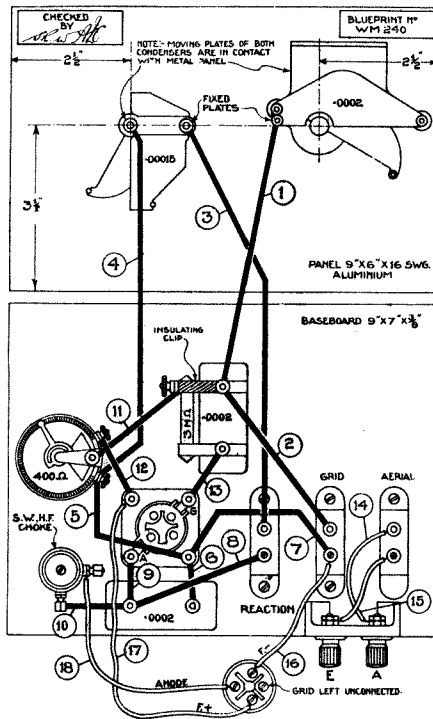 CHECKED
BY
BLUEPRINT Nº
WM 240
NOTE:- MOVING PLATES OF BOTH
CONDENSERS ARE IN CONTACT
WITH METAL PANEL
2½"
2½"
FIXED
PLATES
·0002
·00015
1
3
4
PANEL 9"X6"X16 SWG.
ALUMINIUM
BASEBOARD 9"X7"X⅜"
INSULATING
CLIP
11
3 MΩ
·0002
2
400Ω
12
13
GRID
AERIAL
5
G
14
S.W., H.F.
CHOKE
A
7
9
6
8
REACTION
15
10
·0002
18
17
F-
16
E
A
ANODE
F+
GRID LEFT UNCONNECTED